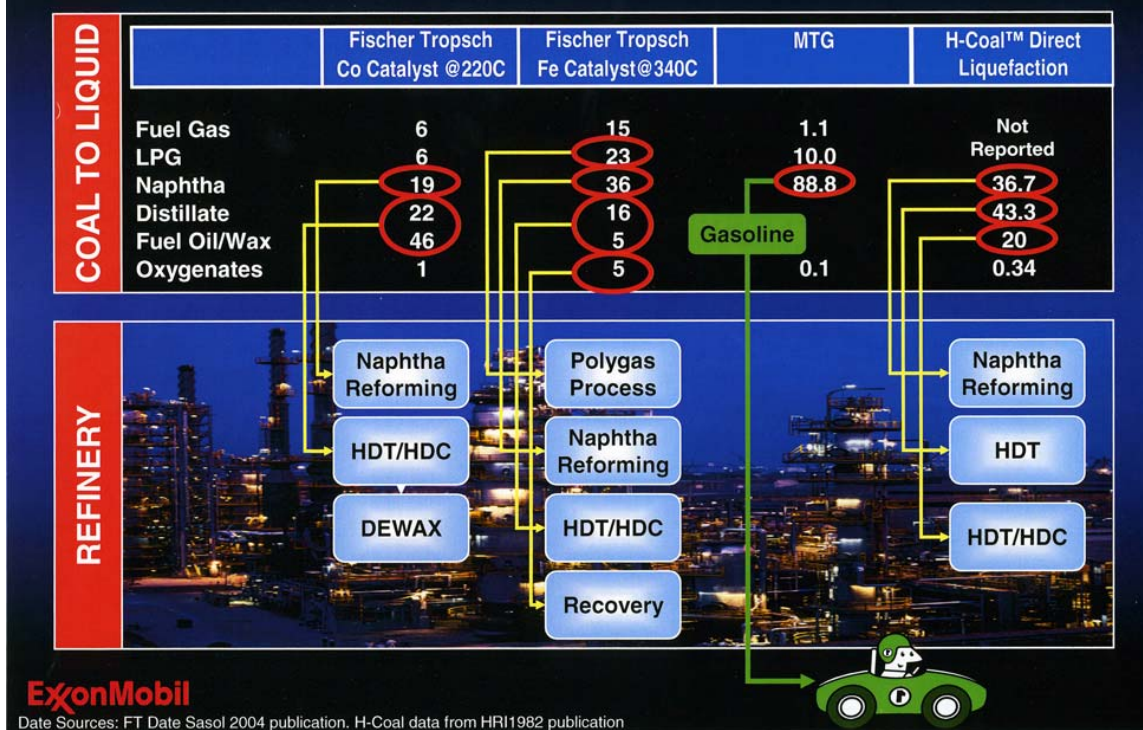 COAL TO LIQUID
Fischer Tropsch Co Catalyst @220C
Fischer Tropsch Fe Catalyst@340C
MTG
H-Coal™ Direct Liquefaction
Fuel Gas 6 15 1.1 Not Reported
LPG 6 23 10.0
Naphtha 19 36 88.8 36.7
Distillate 22 16 43.3
Fuel Oil/Wax 46 5 20
Oxygenates 1 5 0.1 0.34
Gasoline
REFINERY
Naphtha
Reforming
HDT/HDC
DEWAX
Polygas
Process
Naphtha
Reforming
HDT/HDC
Recovery
Naphtha
Reforming
HDT
HDT/HDC
r
ExxonMobil
Date Sources: FT Date Sasol 2004 publication. H-Coal data from HRI1982 publication